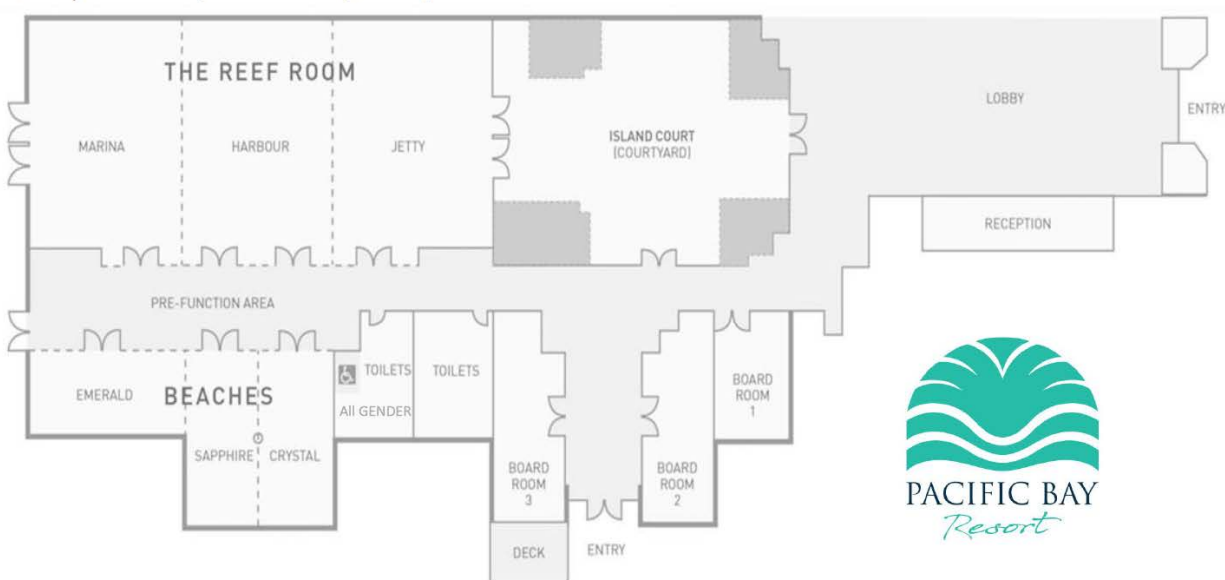 THE REEF ROOM
MARINA
HARBOUR
JETTY
ISLAND COURT
(COURTYARD)
LOBBY
ENTRY
RECEPTION
PRE-FUNCTION AREA
EMERALD
BEACHES
SAPPHIRE
CRYSTAL
TOILETS
All GENDER
TOILETS
BOARD
ROOM
3
BOARD
ROOM
2
BOARD
ROOM
1
DECK
ENTRY
PACIFIC BAY
Resort